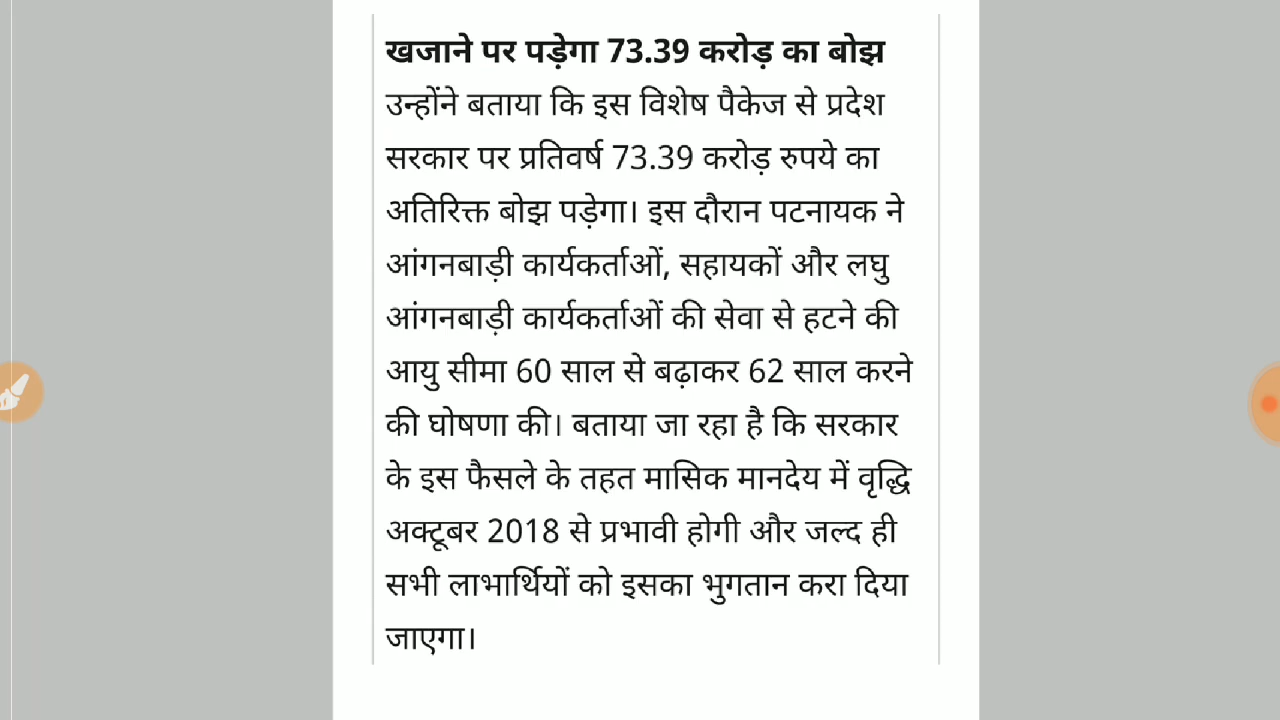 खजाने पर पड़ेगा 73.39 करोड़ का बोझ
उन्होंने बताया कि इस विशेष पैकेज से प्रदेश
सरकार पर प्रतिवर्ष 73.39 करोड़ रुपये का
अतिरिक्त बोझ पड़ेगा। इस दौरान पटनायक ने
आंगनबाड़ी कार्यकर्ताओं, सहायकों और लघु
आंगनबाड़ी कार्यकर्ताओं की सेवा से हटने की
आयु सीमा 60 साल से बढ़ाकर 62 साल करने
की घोषणा की। बताया जा रहा है कि सरकार
के इस फैसले के तहत मासिक मानदेय में वृद्धि
अक्टूबर 2018 से प्रभावी होगी और जल्द ही
सभी लाभार्थियों को इसका भुगतान करा दिया
जाएगा।